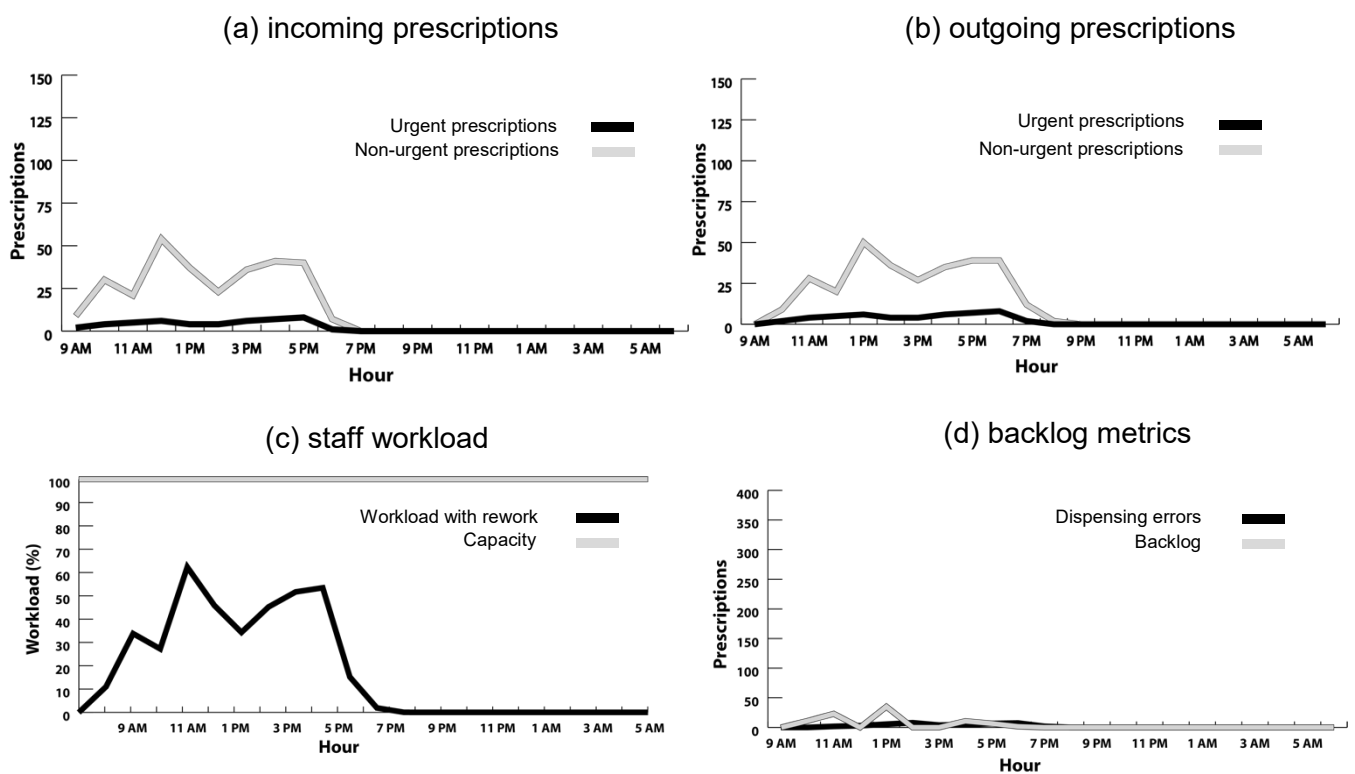 (a) incoming prescriptions
150
125
100
75
50
25
0
Prescriptions
Urgent prescriptions
Non-urgent prescriptions
9 AM 11 AM 1 PM 3 PM 5 PM 7 PM 9 PM 11 PM 1 AM 3 AM 5 AM
Hour
(b) outgoing prescriptions
150
125
100
75
50
25
0
Prescriptions
Urgent prescriptions
Non-urgent prescriptions
9 AM 11 AM 1 PM 3 PM 5 PM 7 PM 9 PM 11 PM 1 AM 3 AM 5 AM
Hour
(c) staff workload
100
90
80
70
60
50
40
30
20
10
0
Workload (%)
Workload with rework
Capacity
9 AM 11 AM 1 PM 3 PM 5 PM 7 PM 9 PM 11 PM 1 AM 3 AM 5 AM
Hour
(d) backlog metrics
400
350
300
250
200
150
100
50
0
Prescriptions
Dispensing errors
Backlog
9 AM 11 AM 1 PM 3 PM 5 PM 7 PM 9 PM 11 PM 1 AM 3 AM 5 AM
Hour